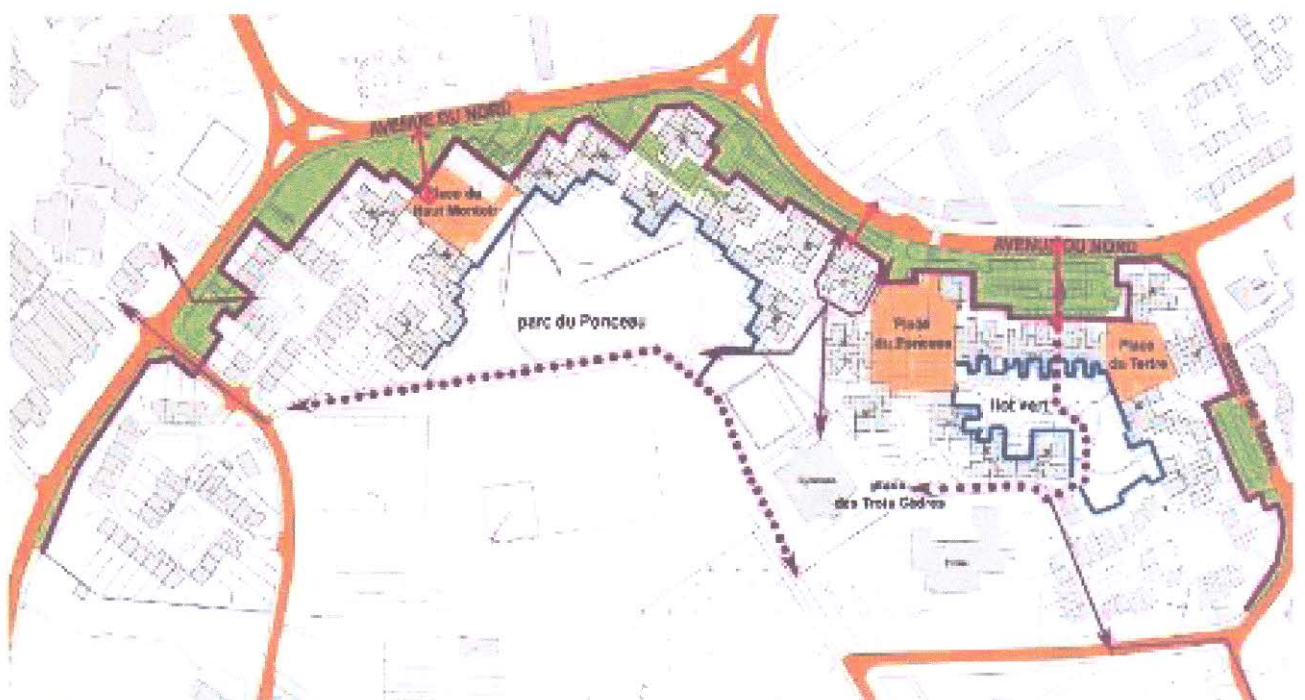 AVENUE DU NORD
Place du
Haut Montoir
AVENUE DU NORD
parc du Ponceau
Place
du Ponceau
Place
du Tertre
Ilot vert
place
des Trois Cèdres